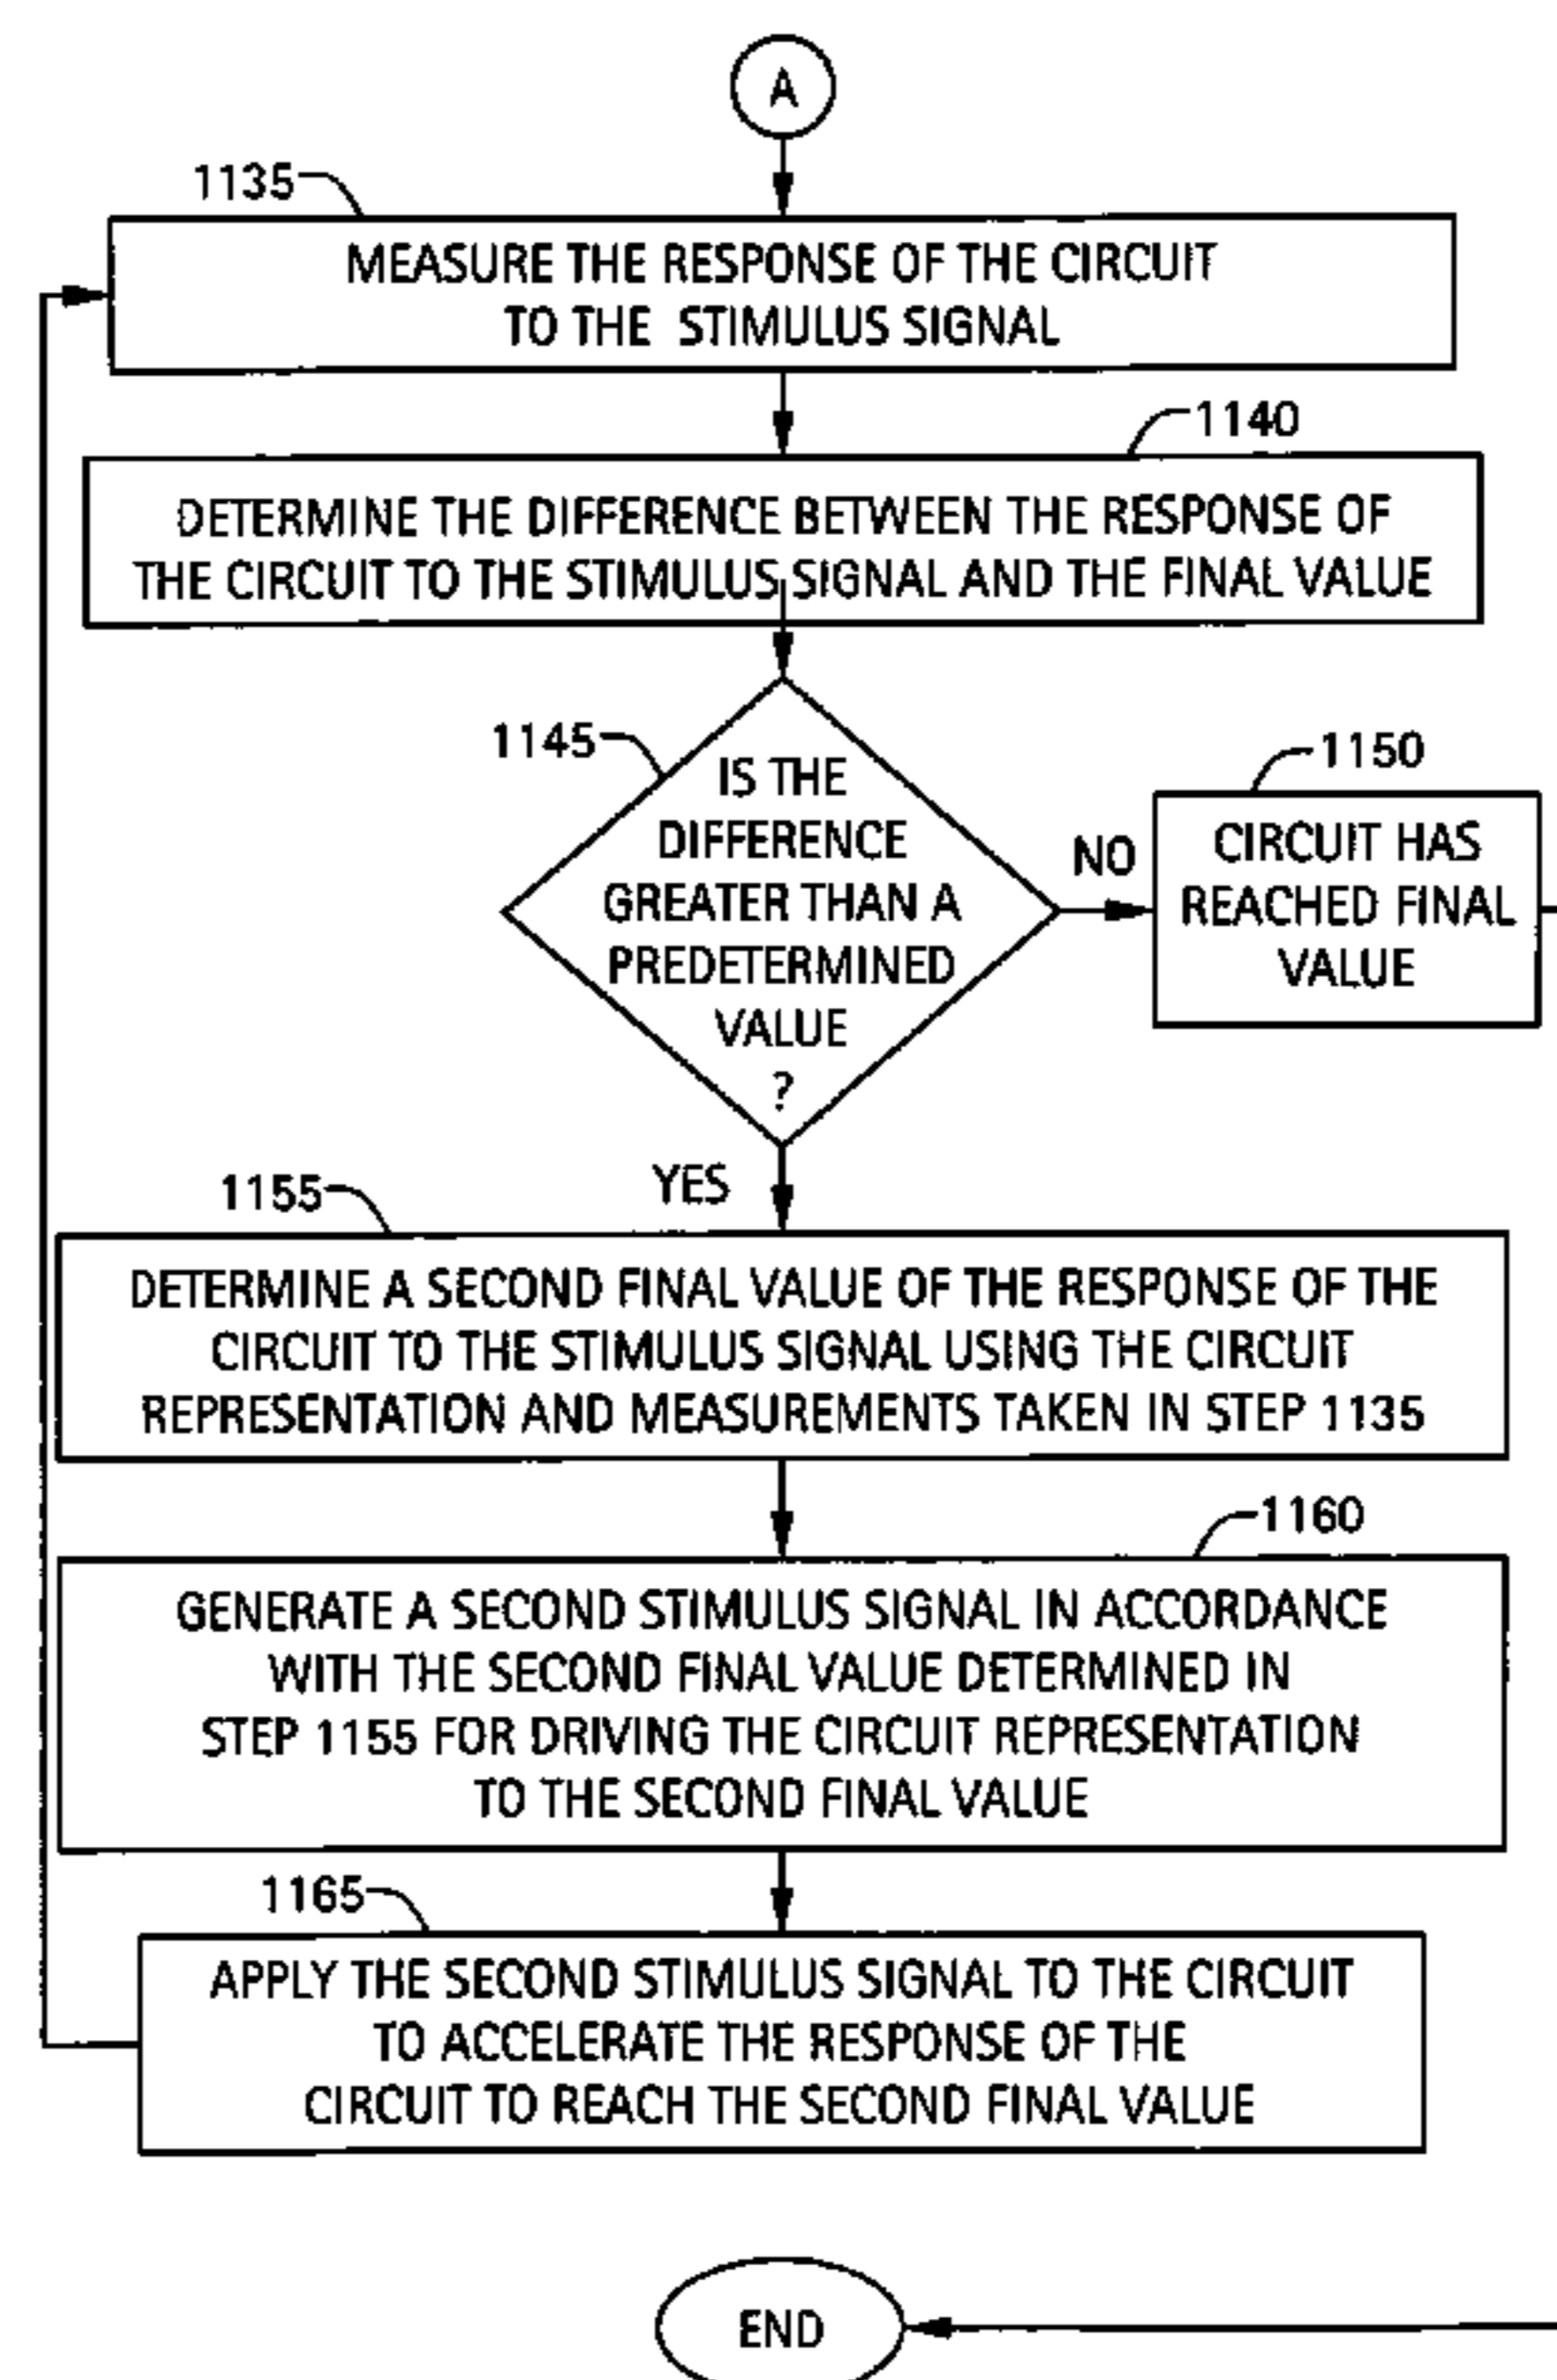 A
1135
MEASURE THE RESPONSE OF THE CIRCUIT
TO THE STIMULUS SIGNAL
1140
DETERMINE THE DIFFERENCE BETWEEN THE RESPONSE OF
THE CIRCUIT TO THE STIMULUS SIGNAL AND THE FINAL VALUE
1145
IS THE
DIFFERENCE
GREATER THAN A
PREDETERMINED
VALUE
?
NO
1150
CIRCUIT HAS
REACHED FINAL
VALUE
YES
1155
DETERMINE A SECOND FINAL VALUE OF THE RESPONSE OF THE
CIRCUIT TO THE STIMULUS SIGNAL USING THE CIRCUIT
REPRESENTATION AND MEASUREMENTS TAKEN IN STEP 1135
1160
GENERATE A SECOND STIMULUS SIGNAL IN ACCORDANCE
WITH THE SECOND FINAL VALUE DETERMINED IN
STEP 1155 FOR DRIVING THE CIRCUIT REPRESENTATION
TO THE SECOND FINAL VALUE
1165
APPLY THE SECOND STIMULUS SIGNAL TO THE CIRCUIT
TO ACCELERATE THE RESPONSE OF THE
CIRCUIT TO REACH THE SECOND FINAL VALUE
END